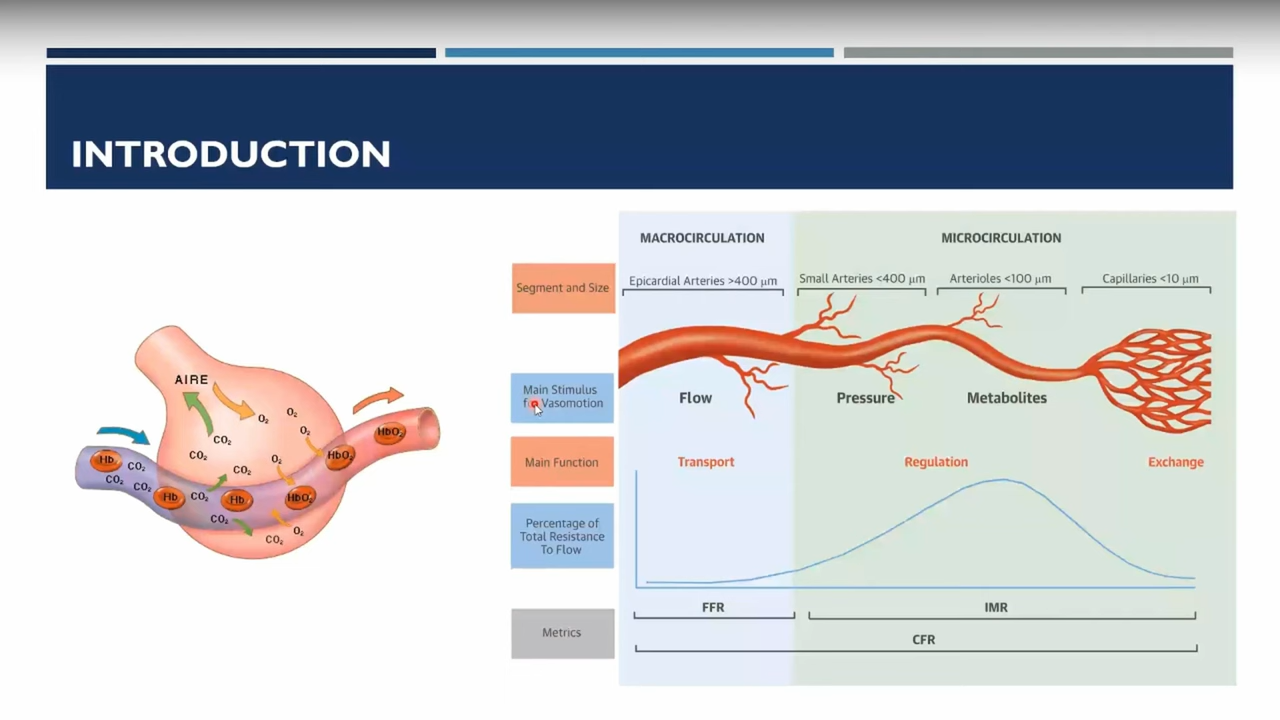 INTRODUCTION
AIRE
O₂
O₂
O₂
CO₂
CO₂
CO₂
O₂
Hb
CO₂
CO₂
CO₂
Hb
CO₂
Hb
HbO₂
HbO₂
HbO₂
CO₂
O₂
CO₂
MACROCIRCULATION
MICROCIRCULATION
Segment and Size
Epicardial Arteries >400 μm
Small Arteries <400 μm
Arterioles <100 μm
Capillaries <10 μm
Main Stimulus
for Vasomotion
Flow
Pressure
Metabolites
Main Function
Transport
Regulation
Exchange
Percentage of
Total Resistance
To Flow
Metrics
FFR
IMR
CFR